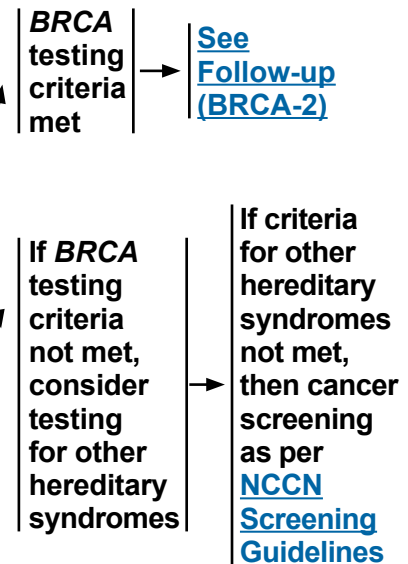 BRCA
testing
criteria
met
See
Follow-up
(BRCA-2)
If BRCA
testing
criteria
not met,
consider
testing
for other
hereditary
syndromes
If criteria
for other
hereditary
syndromes
not met,
then cancer
screening
as per
NCCN
Screening
Guidelines